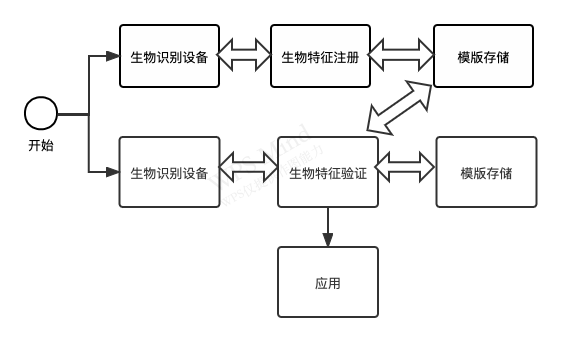 生物识别设备
生物特征注册
模版存储
开始
生物识别设备
生物特征验证
模版存储
应用